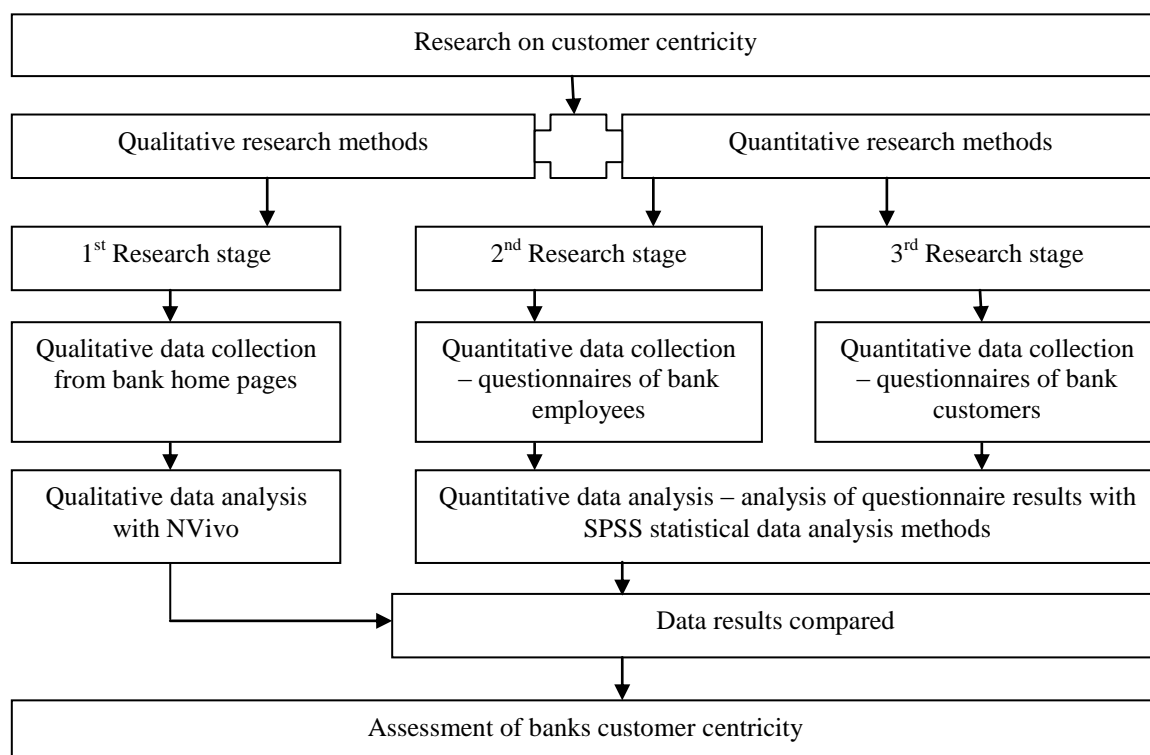 Research on customer centricity
Qualitative research methods
Quantitative research methods
1st Research stage
2nd Research stage
3rd Research stage
Qualitative data collection
from bank home pages
Quantitative data collection
– questionnaires of bank
employees
Quantitative data collection
– questionnaires of bank
customers
Qualitative data analysis
with NVivo
Quantitative data analysis – analysis of questionnaire results with
SPSS statistical data analysis methods
Data results compared
Assessment of banks customer centricity